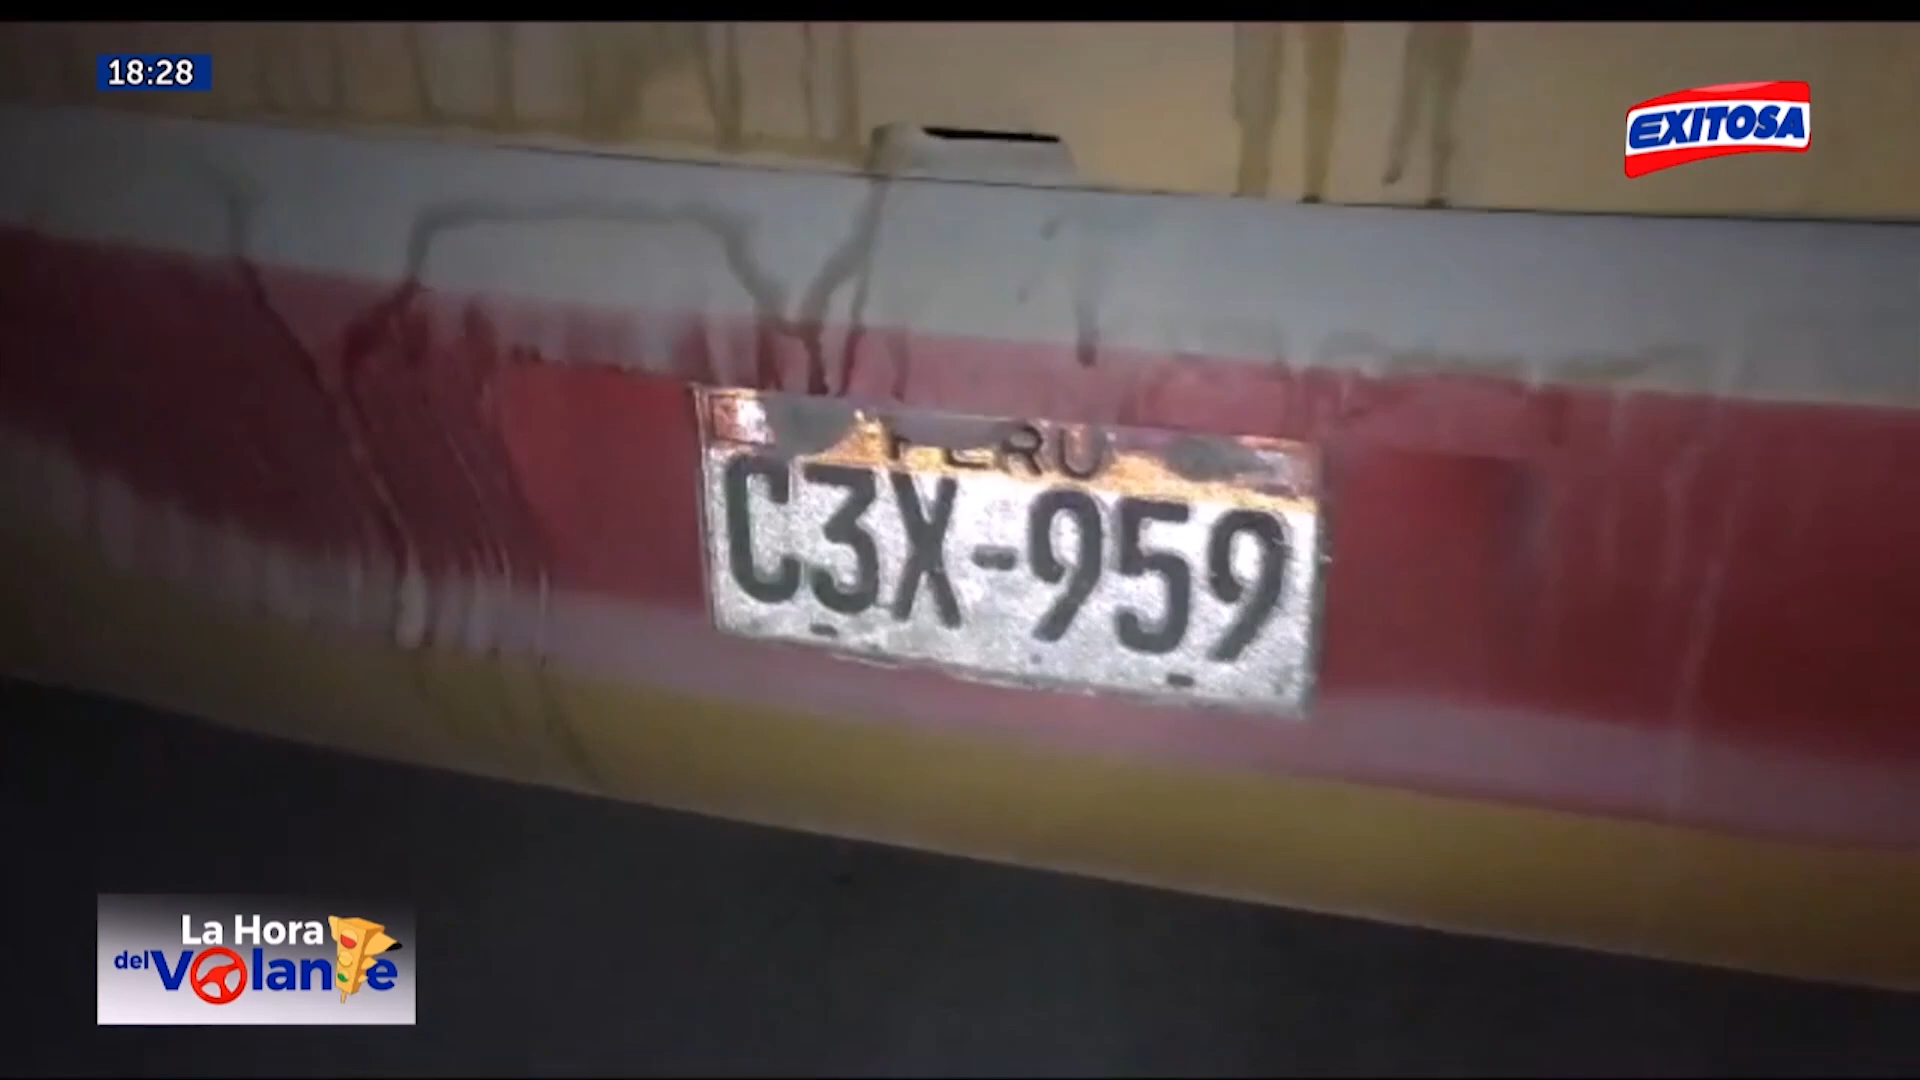 18:28
EXITOSA
PERU
C3X-959
La Hora
del Volante